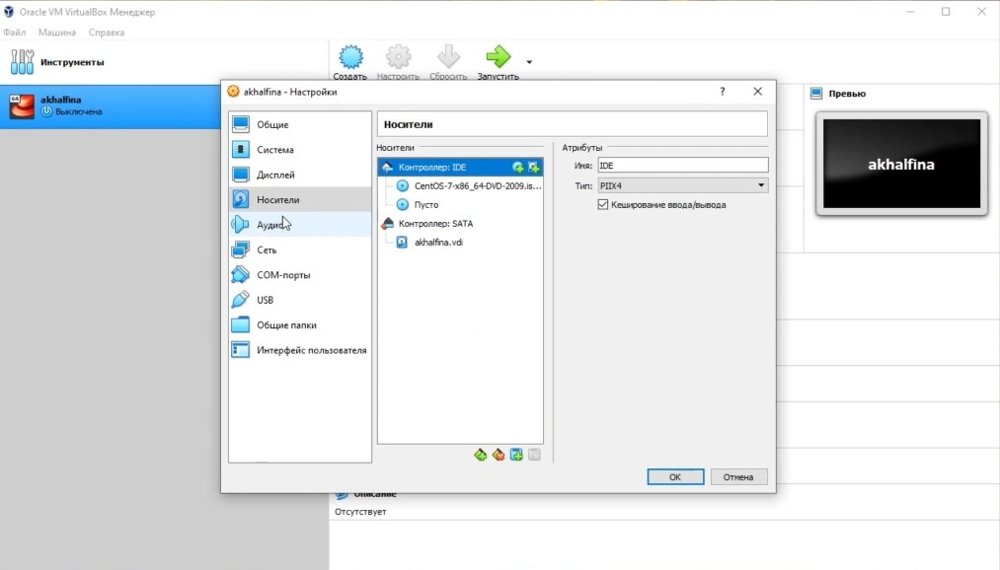 Oracle VM VirtualBox Менеджер
Файл Машина Справка
Инструменты
Создать Настроить Сбросить Запустить
akhalfina
Выключена
Превью
akhalfina
akhalfina - Настройки
?
Общие
Система
Дисплей
Носители
Аудио
Сеть
COM-порты
USB
Общие папки
Интерфейс пользователя
Носители
Носители
Контроллер: IDE
CentOS-7-x86_64-DVD-2009.is...
Пусто
Контроллер: SATA
akhalfina.vdi
Атрибуты
Имя: IDE
Тип: PIIX4
Кеширование ввода/вывода
OK Отмена
Описание
Отсутствует